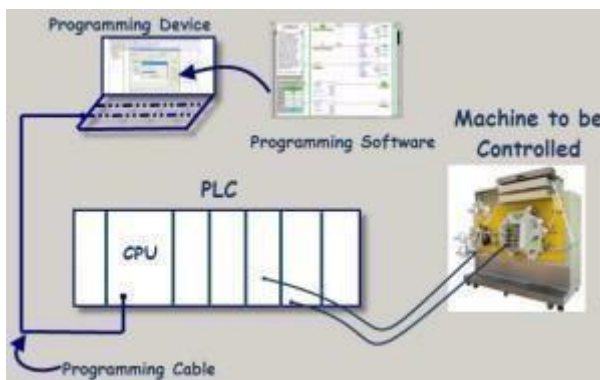 Programming Device
Programming Software
Machine to be
Controlled
PLC
CPU
Programming Cable